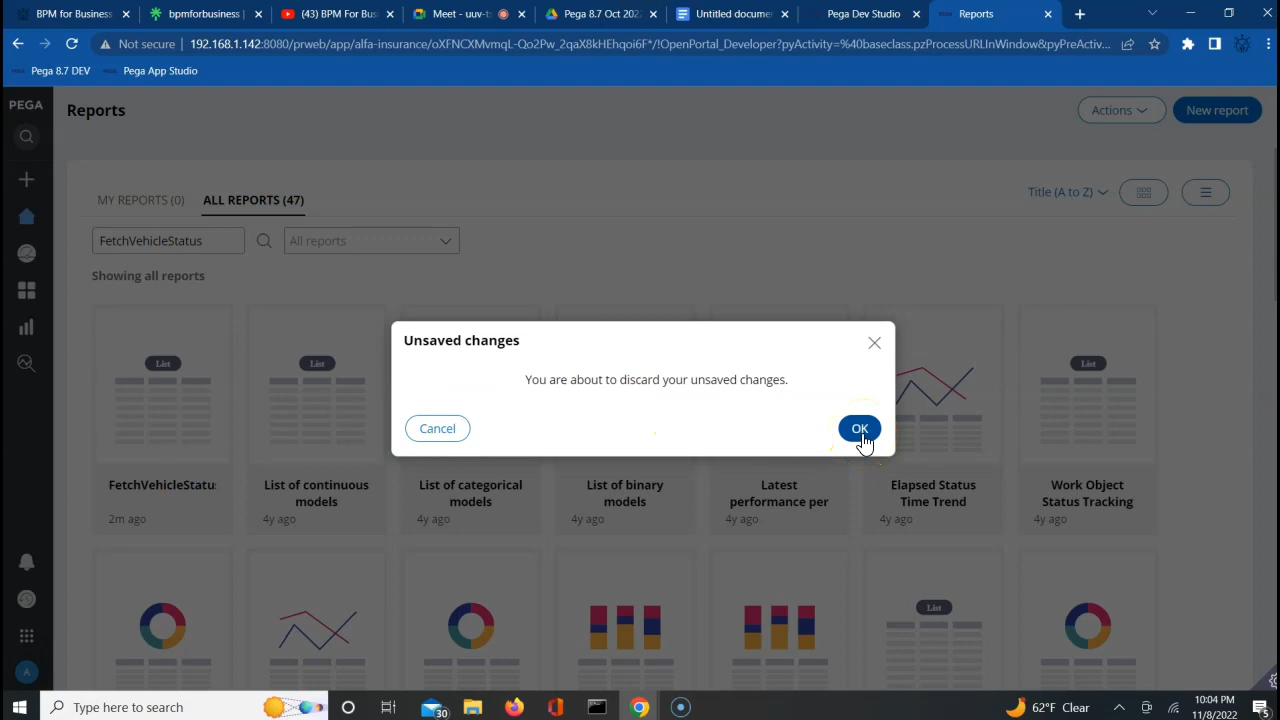 BPM for Business
bpmforbusiness |
(43) BPM For Bus
Meet - uuv-ts
Pega 8.7 Oct 202
Untitled documen
Pega Dev Studio
Reports
Not secure | 192.168.1.142:8080/prweb/app/alfa-insurance/oXFNCXMvmqL-Qo2Pw_2qaX8kHEhqoi6F*/!OpenPortal_Developer?pyActivity=%40baseclass.pzProcessURLInWindow&pyPreActiv...
Pega 8.7 DEV
Pega App Studio
PEGA
Reports
Actions
New report
MY REPORTS (0)
ALL REPORTS (47)
Title (A to Z)
FetchVehicleStatus
All reports
Showing all reports
Unsaved changes
You are about to discard your unsaved changes.
Cancel
OK
List
List
List
FetchVehicleStatu
2m ago
List of continuous
models
4y ago
List of categorical
models
4y ago
List of binary
models
4y ago
Latest
performance per
4y ago
Elapsed Status
Time Trend
4y ago
Work Object
Status Tracking
4y ago
List
A
Type here to search
30
62°F Clear
10:04 PM
11/8/2022
5